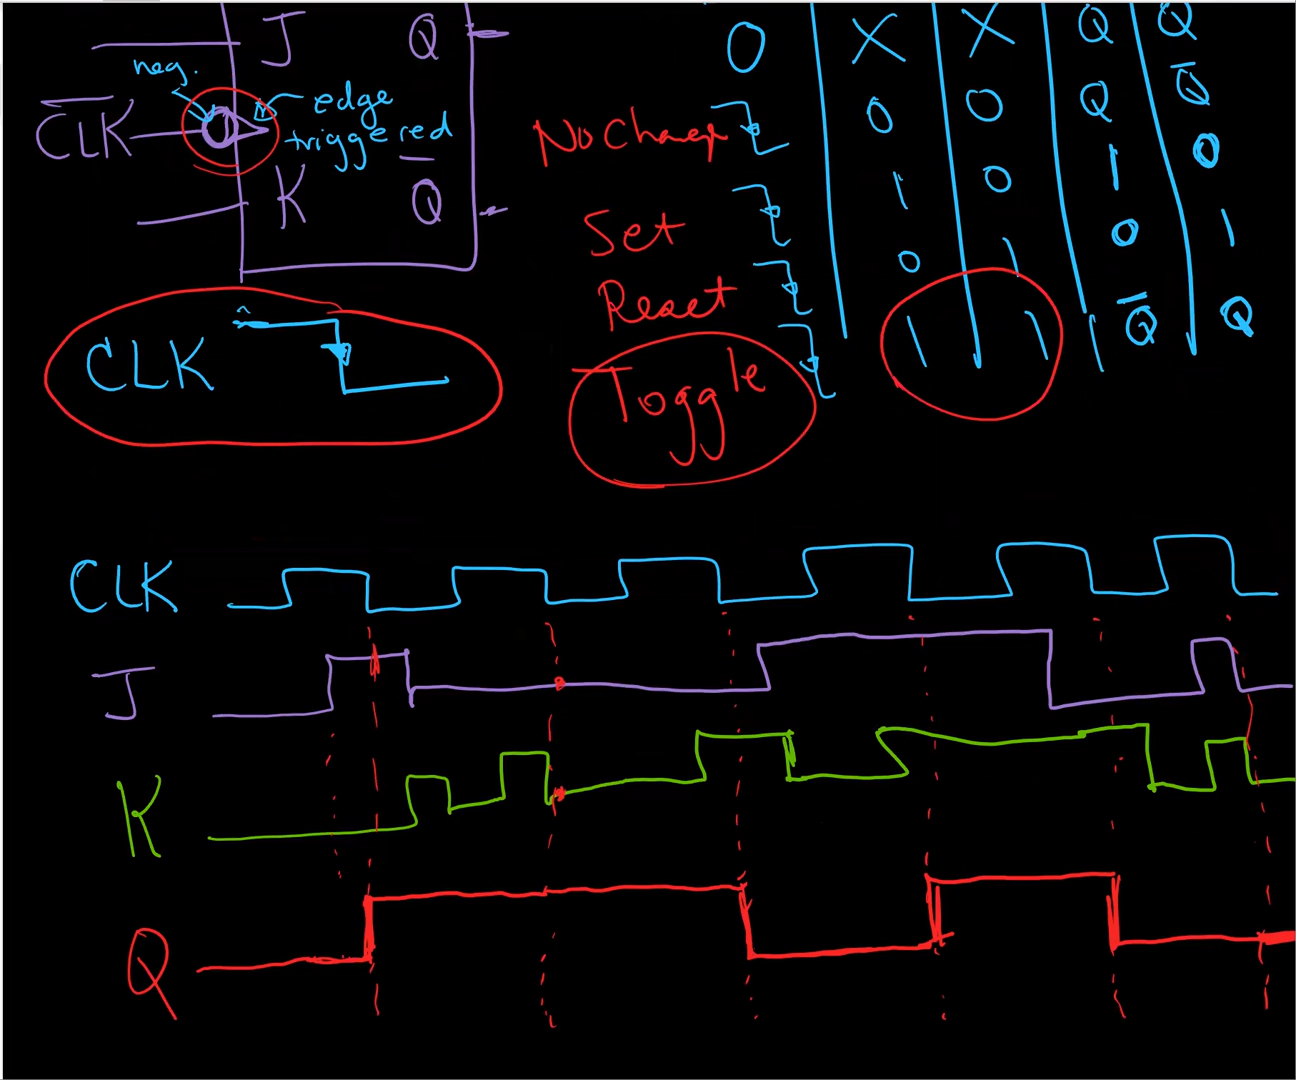 J Q
neg.
edge
CLK triggered
K Q̅
0 X X Q Q̅
No Change 0 0 Q Q̅
Set 1 0 1 0
Reset 0 1 0 1
Toggle 1 1 Q̅ Q
CLK
CLK
J
K
Q